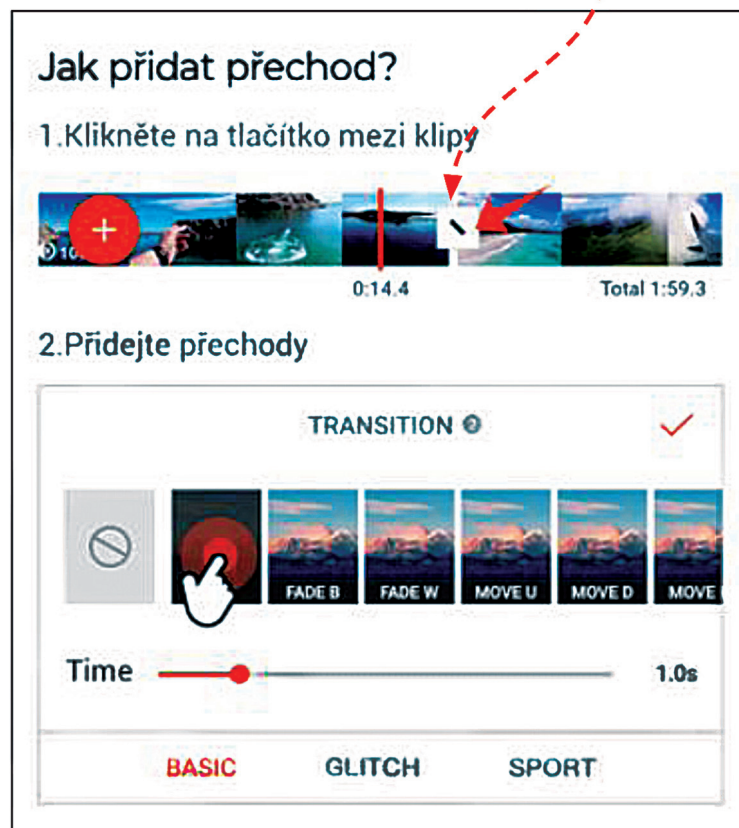 Jak přidat přechod?
1.Klikněte na tlačítko mezi klipy
0:14.4
Total 1:59.3
2.Přidejte přechody
TRANSITION
FADE B
FADE W
MOVE U
MOVE D
MOVE
Time
1.0s
BASIC
GLITCH
SPORT